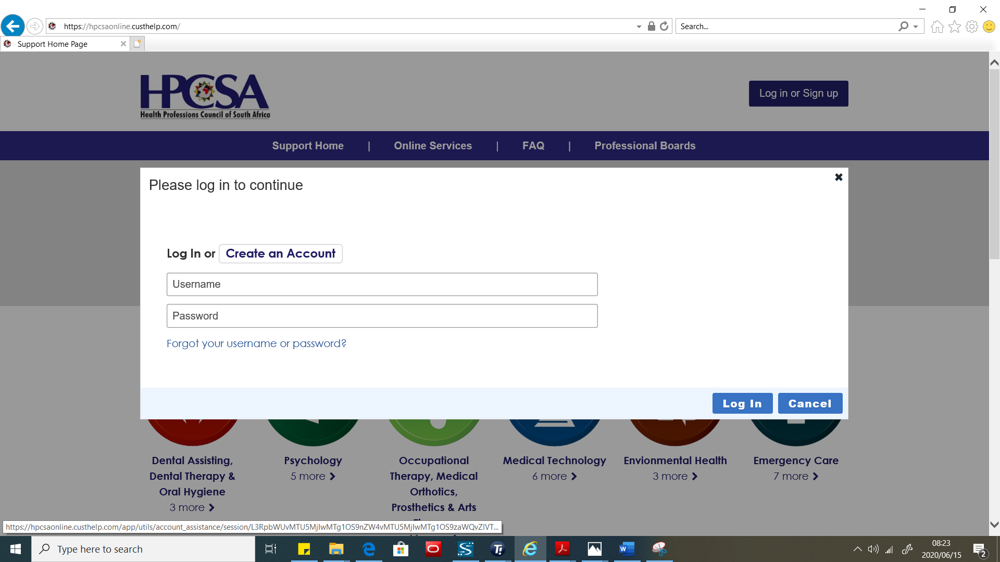 https://hpcsaonline.custhelp.com/
Search...
Support Home Page
HPCSA
Health Professions Council of South Africa
Log in or Sign up
Support Home | Online Services | FAQ | Professional Boards
Please log in to continue
Log In or Create an Account
Username
Password
Forgot your username or password?
Log In Cancel
Dental Assisting,
Dental Therapy &
Oral Hygiene
3 more
Psychology
5 more
Occupational
Therapy, Medical
Orthotics,
Prosthetics & Arts
Medical Technology
6 more
Envionmental Health
3 more
Emergency Care
7 more
https://hpcsaonline.custhelp.com/app/utils/account_assistance/session/L3RpbWUvMTU5MjIwMTg1OS9nZW4vMTU5MjIwMTg1OS9zaWQvZlVT...
Type here to search
08:23
2020/06/15
2